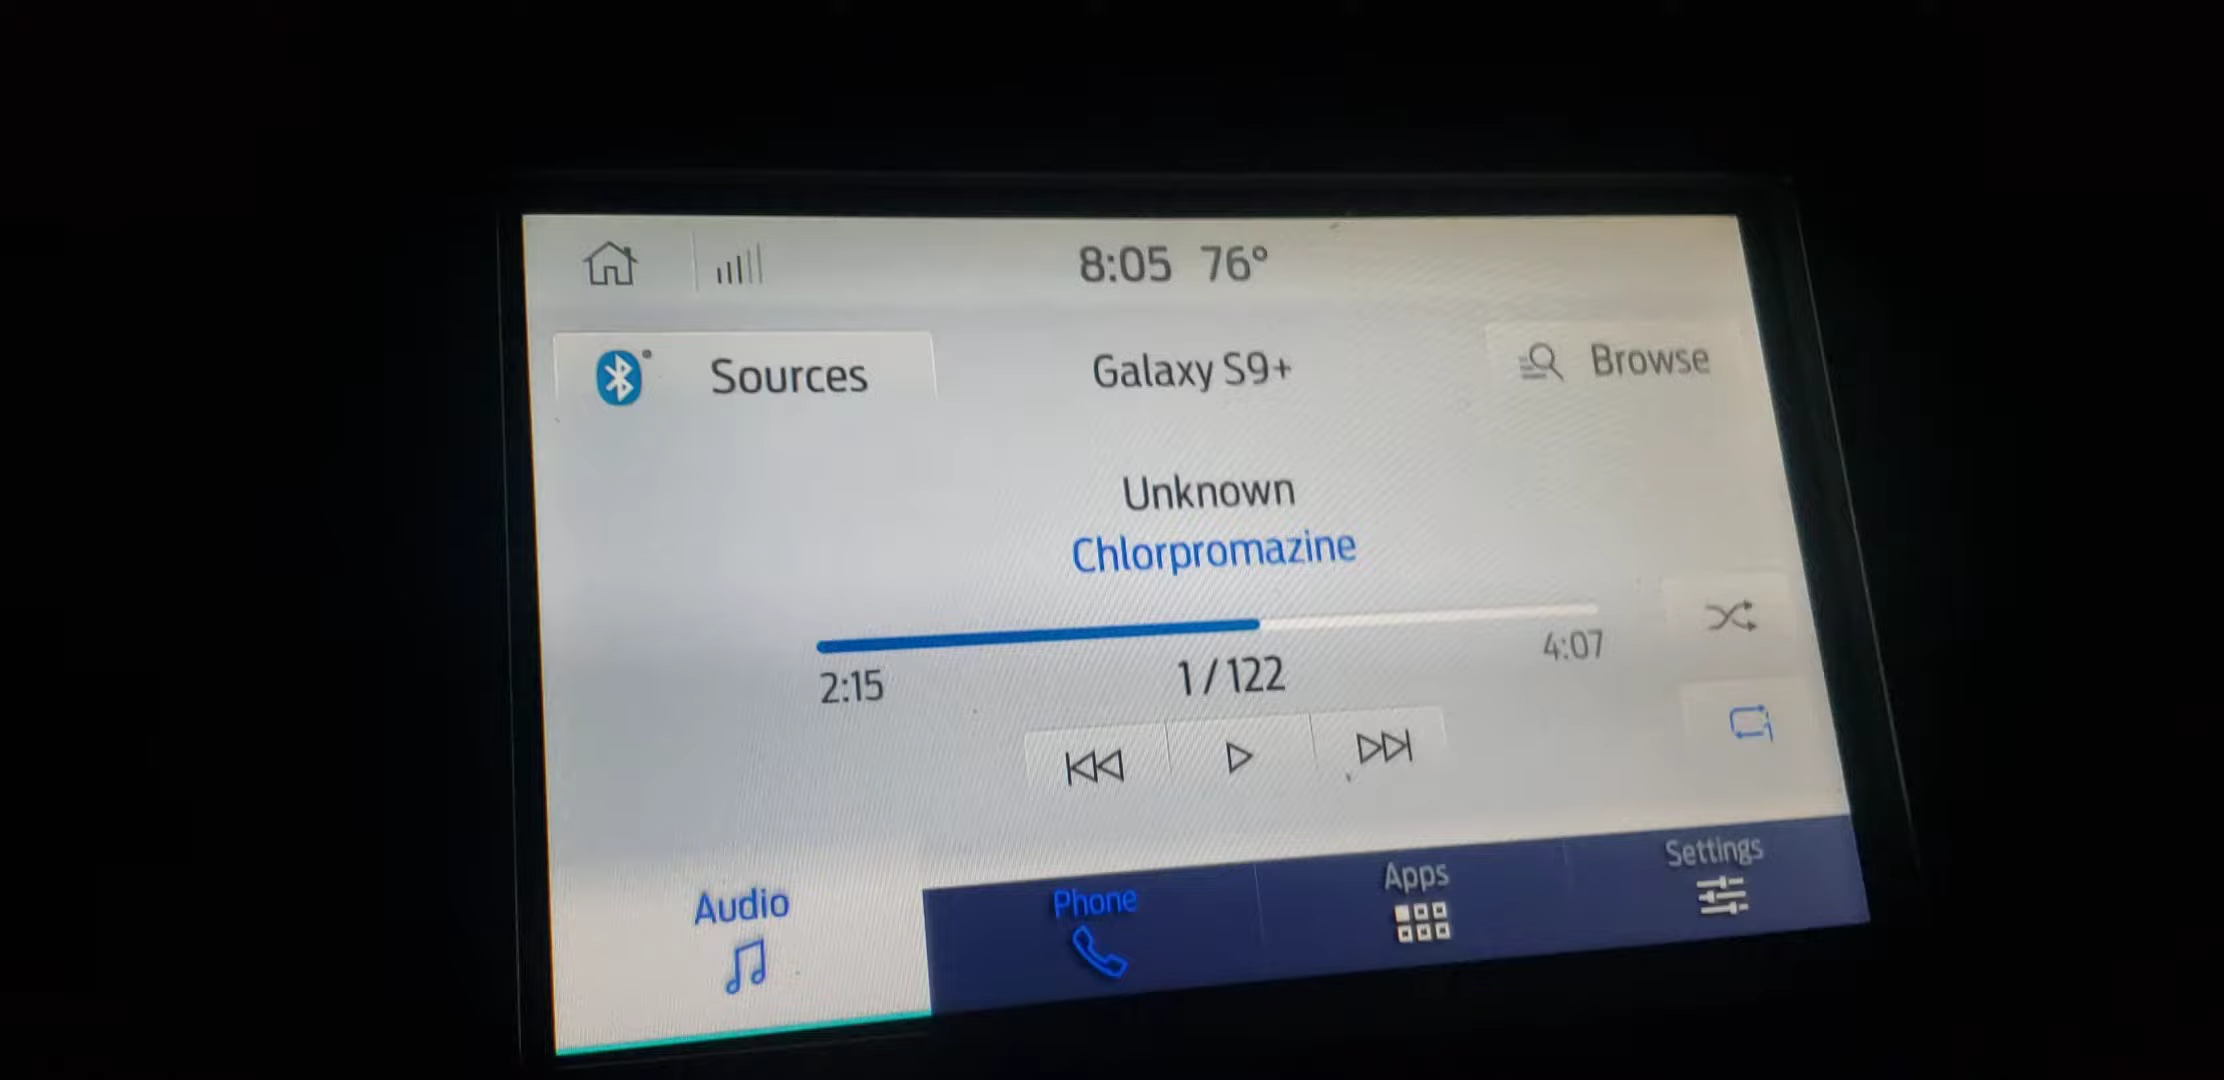 8:05 76°
Sources
Galaxy S9+
Browse
Unknown
Chlorpromazine
2:15
1/122
4:07
Audio
Phone
Apps
Settings